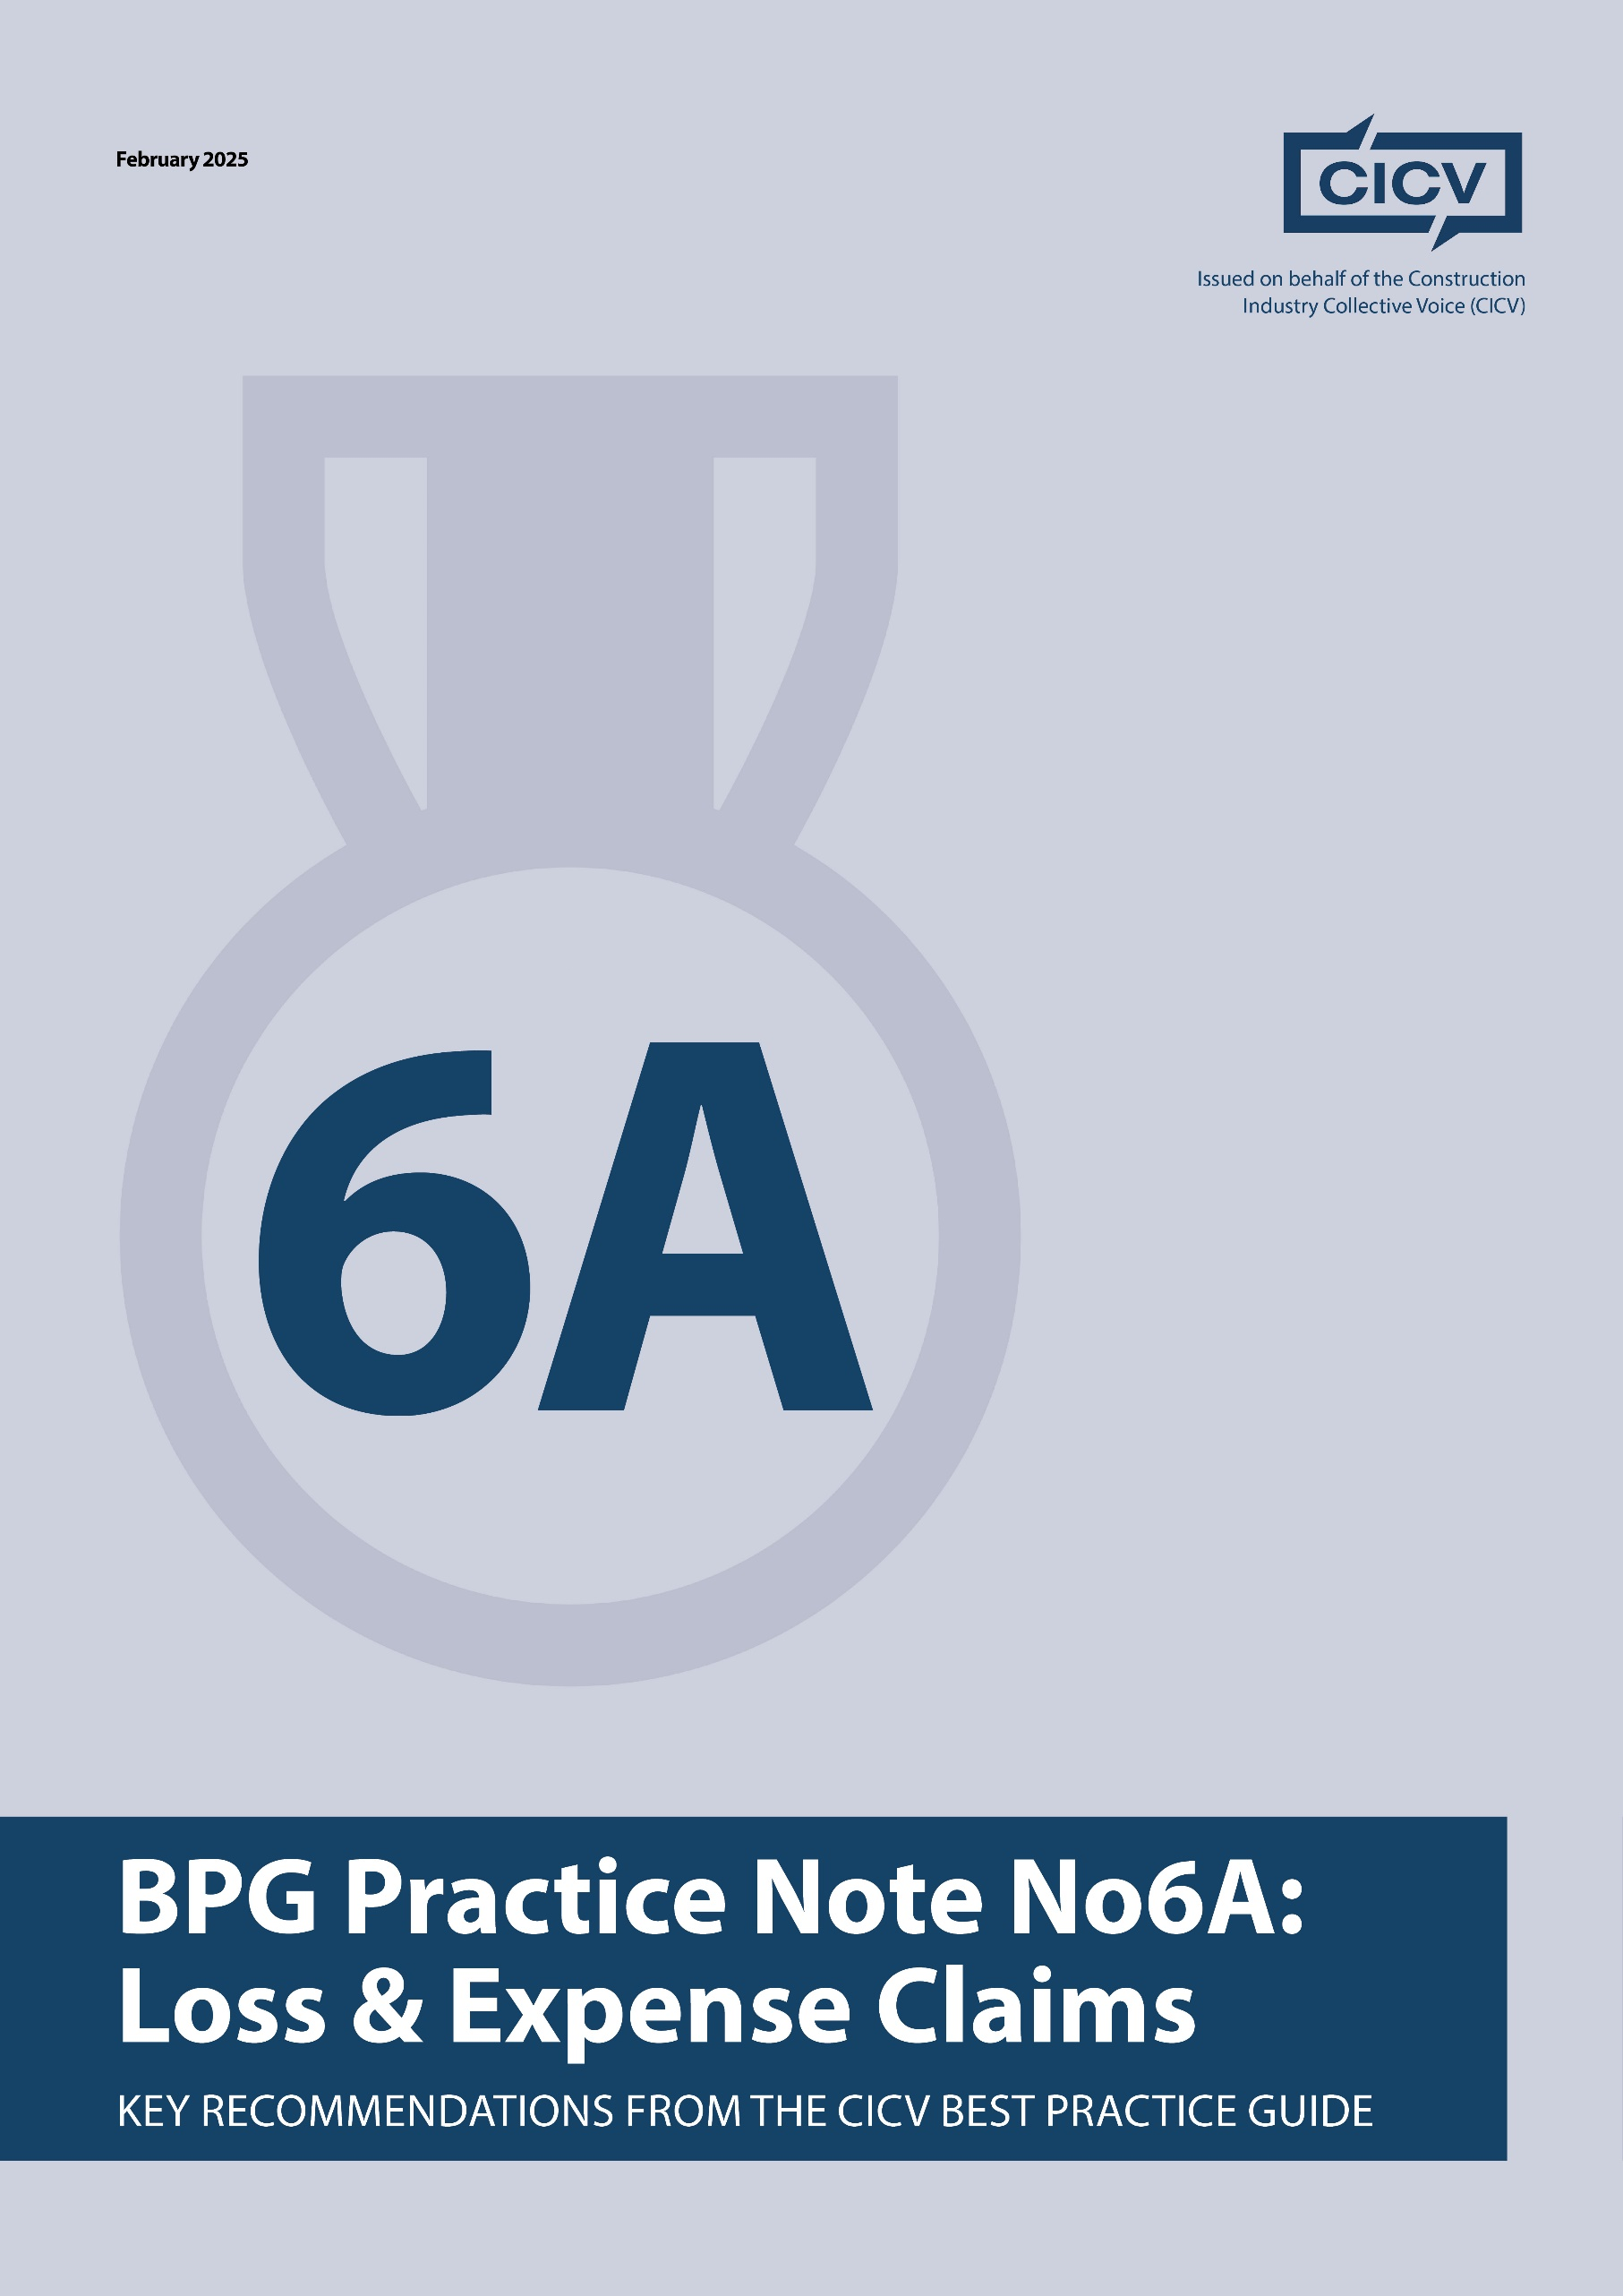 February 2025
CICV
Issued on behalf of the Construction
Industry Collective Voice (CICV)
6A
BPG Practice Note No6A:
Loss & Expense Claims
KEY RECOMMENDATIONS FROM THE CICV BEST PRACTICE GUIDE